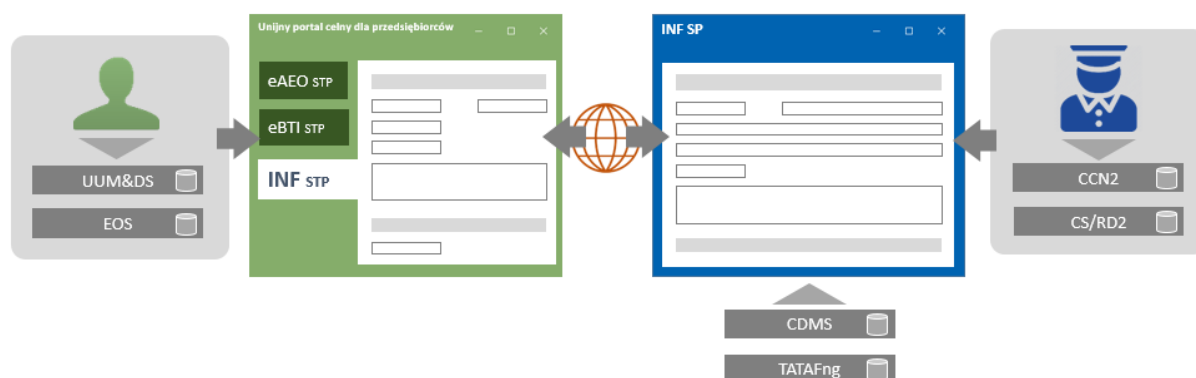 Unijny portal celny dla przedsiębiorców
INF SP
eAEO STP
eBTI STP
INF STP
UUM&DS
EOS
CCN2
CS/RD2
CDMS
TATAFng